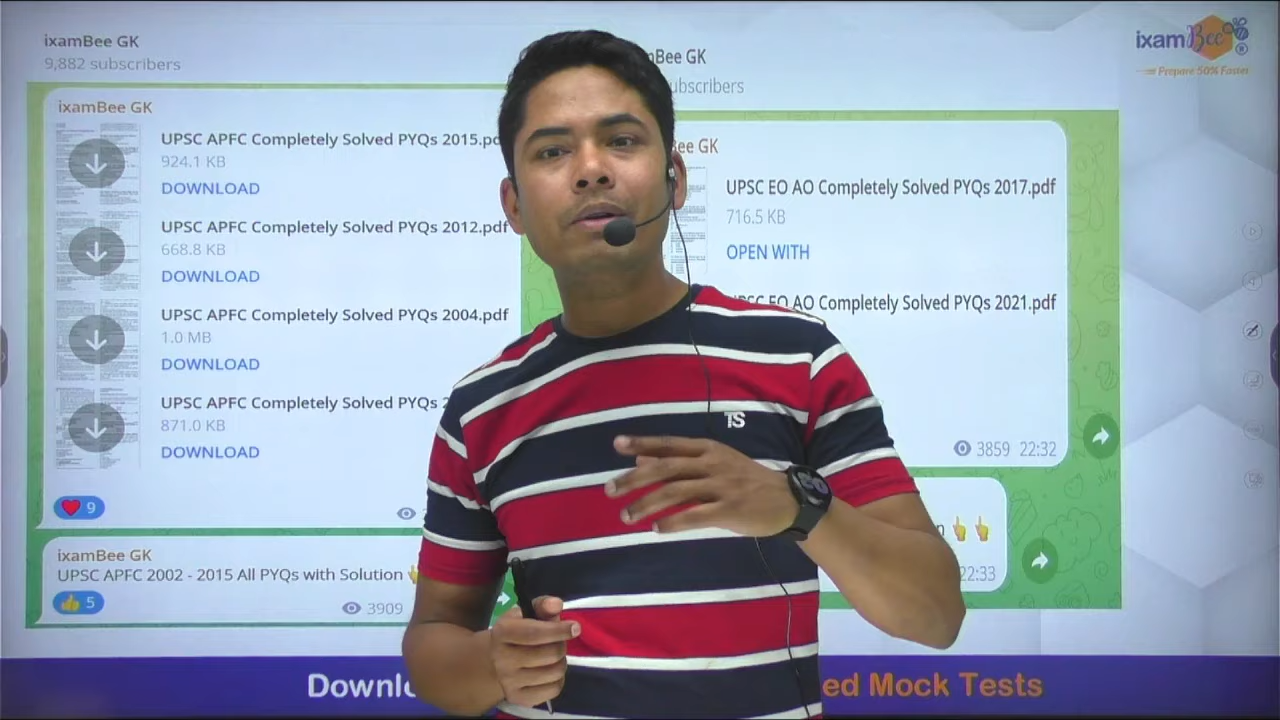 ixamBee GK
9,882 subscribers
ixamBee GK
UPSC APFC Completely Solved PYQs 2015.pd
924.1 KB
DOWNLOAD
UPSC APFC Completely Solved PYQs 2012.pdf
668.8 KB
DOWNLOAD
UPSC APFC Completely Solved PYQs 2004.pdf
1.0 MB
DOWNLOAD
UPSC APFC Completely Solved PYQs 2
871.0 KB
DOWNLOAD
9
ixamBee GK
UPSC APFC 2002 - 2015 All PYQs with Solution
5
3909
mBee GK
ubscribers
Bee GK
UPSC EO AO Completely Solved PYQs 2017.pdf
716.5 KB
OPEN WITH
UPSC EO AO Completely Solved PYQs 2021.pdf
3859 22:32
22:33
ixamBee
Prepare 50% Faster
TS
Downlo
ed Mock Tests